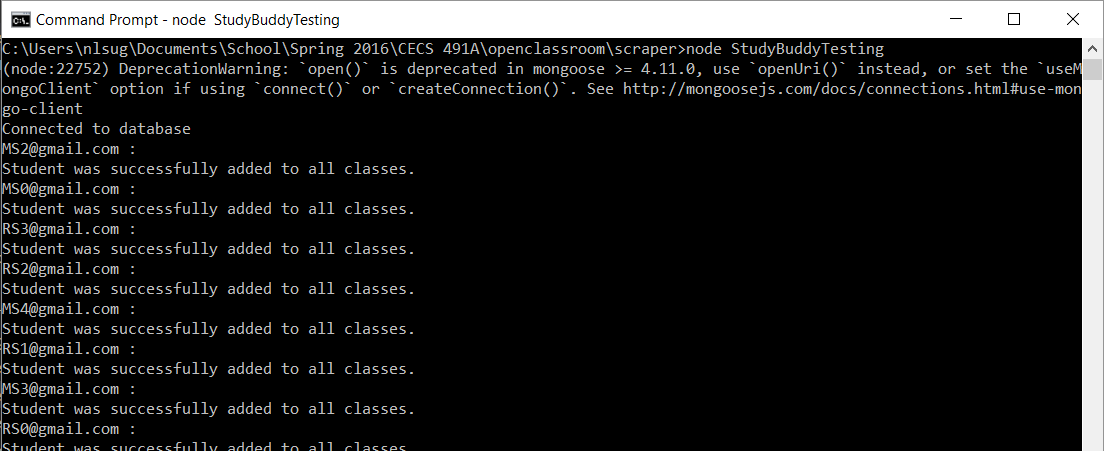 Command Prompt - node  StudyBuddyTesting
C:\Users\nlsug\Documents\School\Spring 2016\CECS 491A\openclassroom\scraper>node StudyBuddyTesting
(node:22752) DeprecationWarning: `open()` is deprecated in mongoose >= 4.11.0, use `openUri()` instead, or set the `useM
ongoClient` option if using `connect()` or `createConnection()`. See http://mongoosejs.com/docs/connections.html#use-mon
go-client
Connected to database
MS2@gmail.com :
Student was successfully added to all classes.
MS0@gmail.com :
Student was successfully added to all classes.
RS3@gmail.com :
Student was successfully added to all classes.
RS2@gmail.com :
Student was successfully added to all classes.
MS4@gmail.com :
Student was successfully added to all classes.
RS1@gmail.com :
Student was successfully added to all classes.
MS3@gmail.com :
Student was successfully added to all classes.
RS0@gmail.com :
Student was successfully added to all classes.